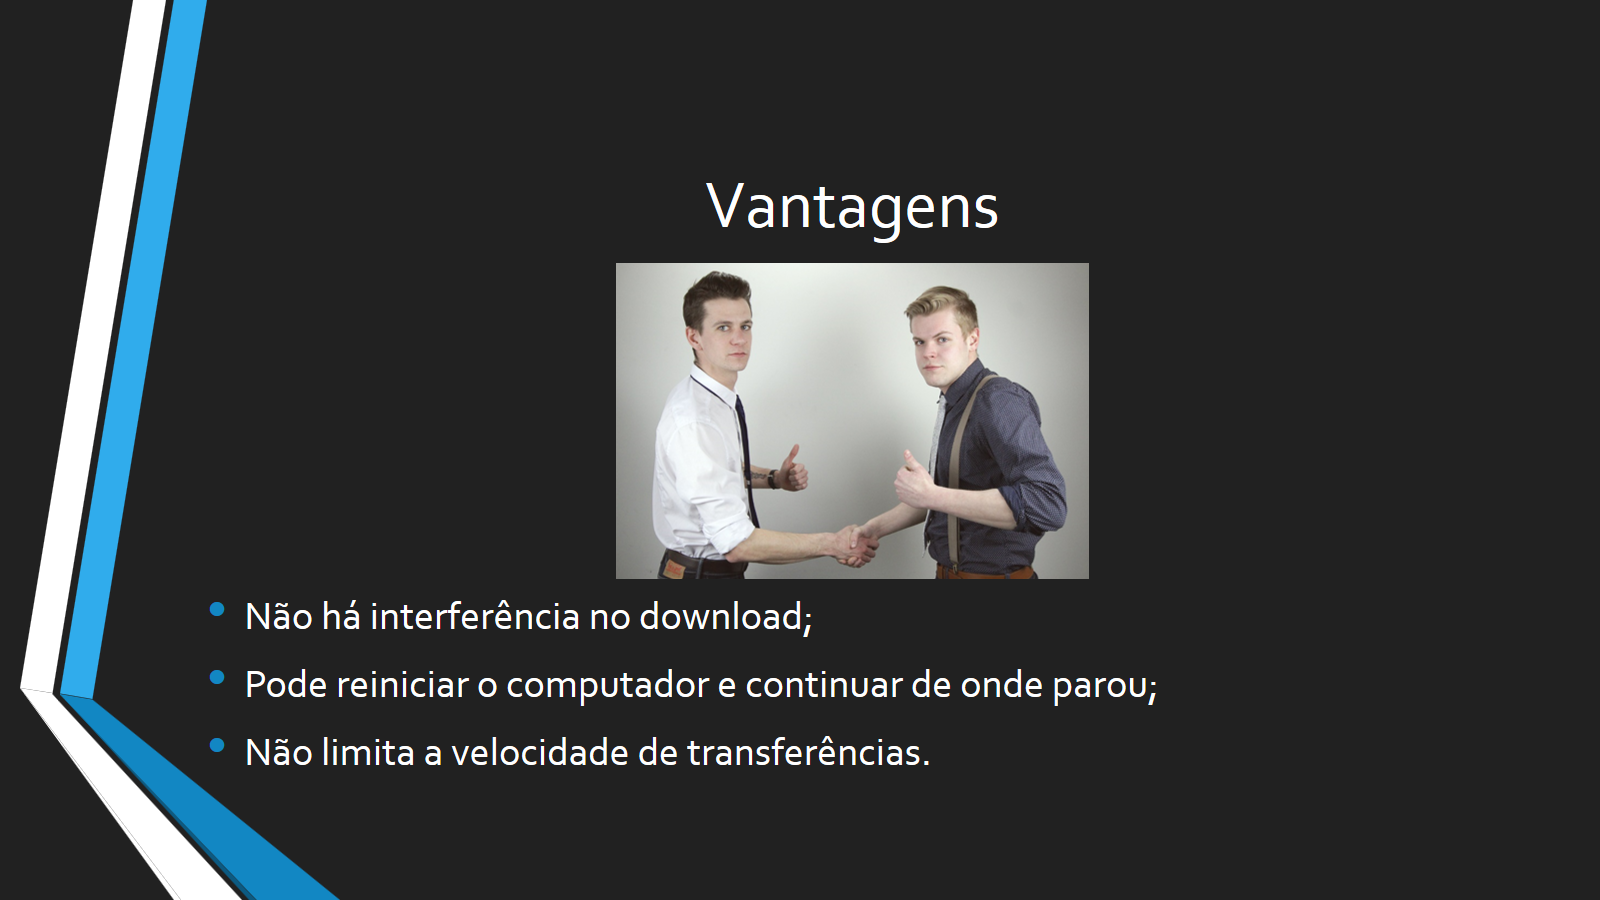 Vantagens
Não há interferência no download;
Pode reiniciar o computador e continuar de onde parou;
Não limita a velocidade de transferências.